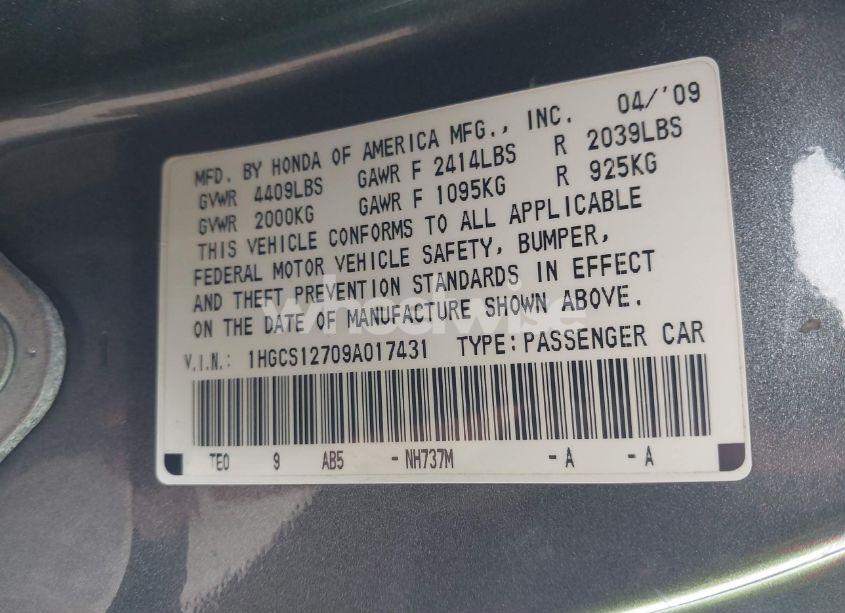 04/'09
MFD. BY HONDA OF AMERICA MFG., INC.
GVWR 4409LBS GAWR F 2414LBS R 2039LBS
GVWR 2000KG GAWR F 1095KG R 925KG
THIS VEHICLE CONFORMS TO ALL APPLICABLE
FEDERAL MOTOR VEHICLE SAFETY, BUMPER,
AND THEFT PREVENTION STANDARDS IN EFFECT
ON THE DATE OF MANUFACTURE SHOWN ABOVE.
wheelwise
V.I.N.: 1HGCS12709A017431 TYPE: PASSENGER CAR
TE0 9 AB5 - NH737M - A - A